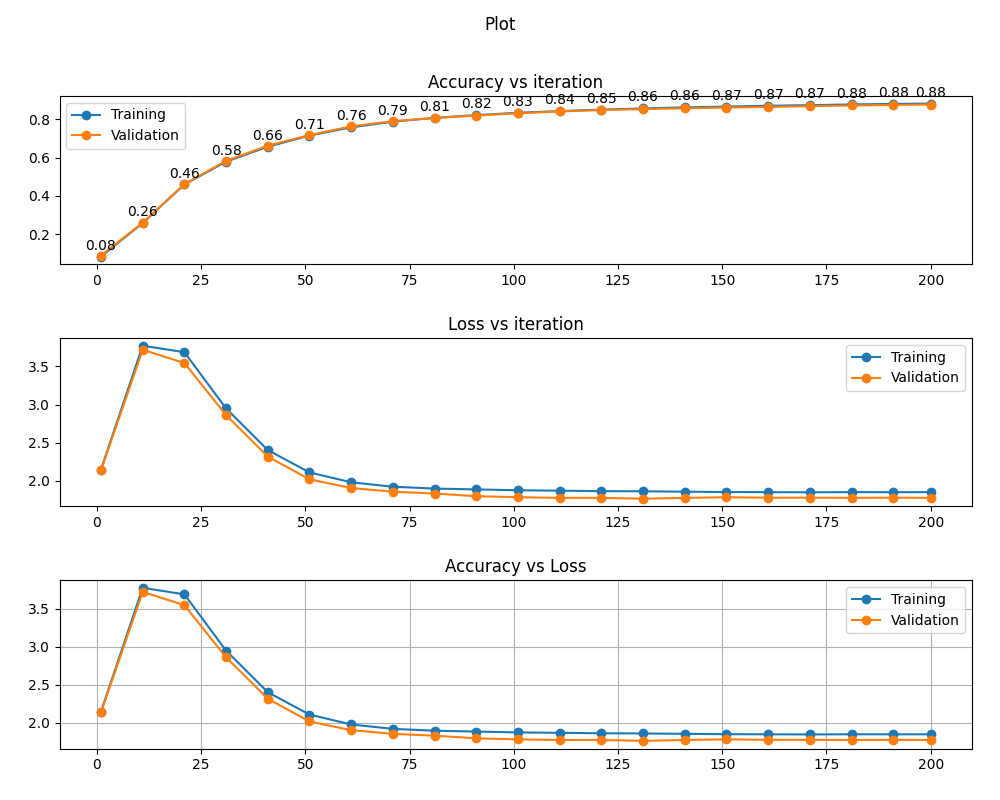 Plot
Accuracy vs iteration
Training
Validation
0.08 0.26 0.46 0.58 0.66 0.71 0.76 0.79 0.81 0.82 0.83 0.84 0.85 0.86 0.86 0.87 0.87 0.87 0.88 0.88 0.88
0.8
0.6
0.4
0.2
0 25 50 75 100 125 150 175 200
Loss vs iteration
Training
Validation
3.5
3.0
2.5
2.0
0 25 50 75 100 125 150 175 200
Accuracy vs Loss
Training
Validation
3.5
3.0
2.5
2.0
0 25 50 75 100 125 150 175 200